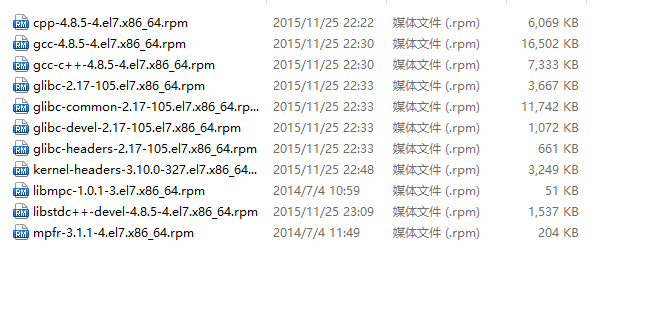 cpp-4.8.5-4.el7.x86_64.rpm 2015/11/25 22:22 媒体文件 (.rpm) 6,069 KB
gcc-4.8.5-4.el7.x86_64.rpm 2015/11/25 22:30 媒体文件 (.rpm) 16,502 KB
gcc-c++-4.8.5-4.el7.x86_64.rpm 2015/11/25 22:30 媒体文件 (.rpm) 7,333 KB
glibc-2.17-105.el7.x86_64.rpm 2015/11/25 22:33 媒体文件 (.rpm) 3,667 KB
glibc-common-2.17-105.el7.x86_64.rp... 2015/11/25 22:33 媒体文件 (.rpm) 11,742 KB
glibc-devel-2.17-105.el7.x86_64.rpm 2015/11/25 22:33 媒体文件 (.rpm) 1,072 KB
glibc-headers-2.17-105.el7.x86_64.rpm 2015/11/25 22:33 媒体文件 (.rpm) 661 KB
kernel-headers-3.10.0-327.el7.x86_64... 2015/11/25 22:48 媒体文件 (.rpm) 3,249 KB
libmpc-1.0.1-3.el7.x86_64.rpm 2014/7/4 10:59 媒体文件 (.rpm) 51 KB
libstdc++-devel-4.8.5-4.el7.x86_64.rpm 2015/11/25 23:09 媒体文件 (.rpm) 1,537 KB
mpfr-3.1.1-4.el7.x86_64.rpm 2014/7/4 11:49 媒体文件 (.rpm) 204 KB